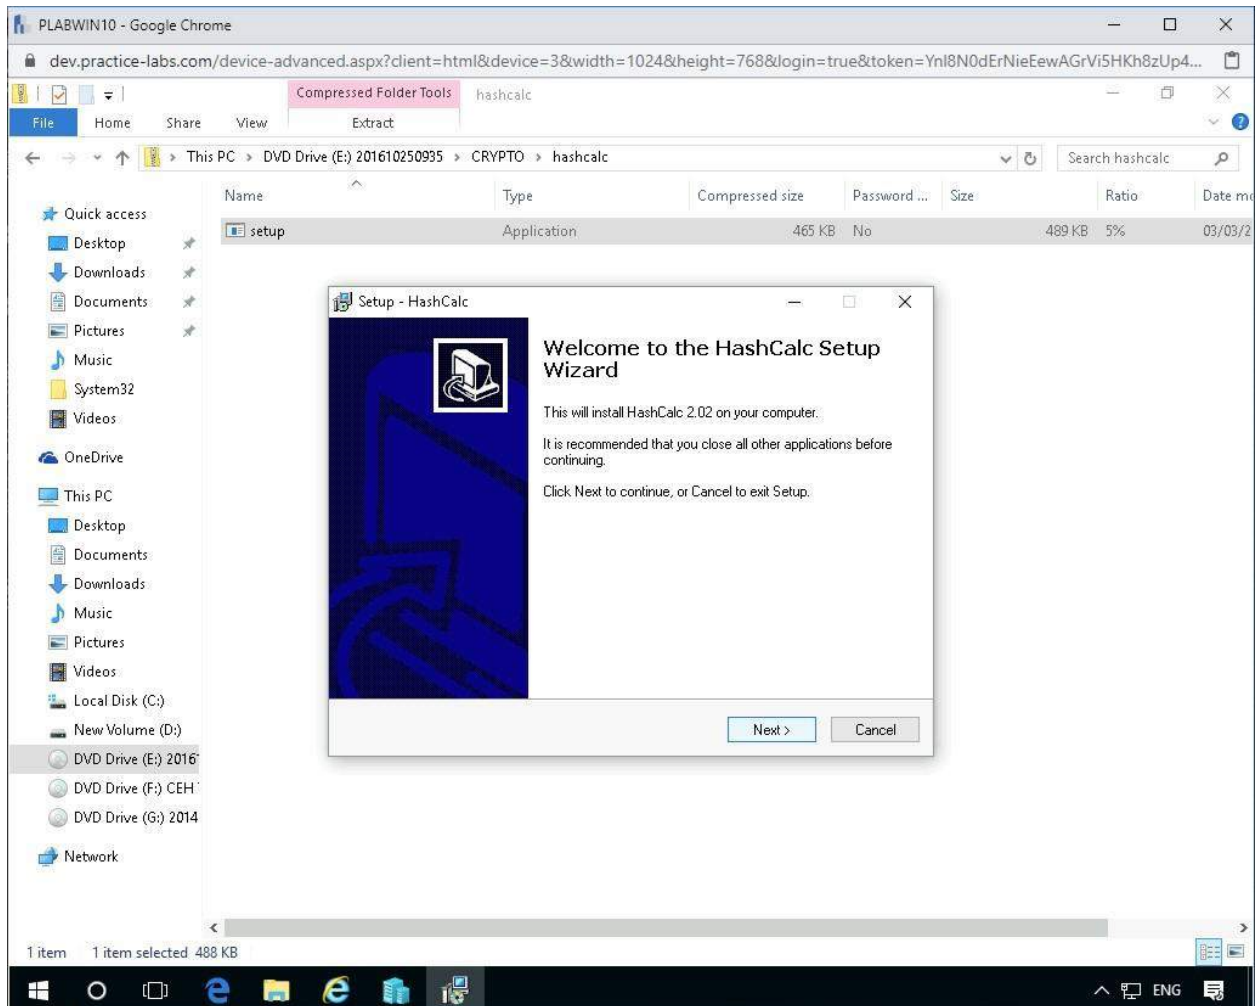 PLABWIN10 - Google Chrome
dev.practice-labs.com/device-advanced.aspx?client=html&device=3&width=1024&height=768&login=true&token=YnI8N0dErNieEewAGrVi5HKh8zUp4...
Compressed Folder Tools hashcalc
File Home Share View Extract
This PC > DVD Drive (E:) 201610250935 > CRYPTO > hashcalc Search hashcalc
Name Type Compressed size Password ... Size Ratio Date mo
setup Application 465 KB No 489 KB 5% 03/03/2
Quick access
Desktop
Downloads
Documents
Pictures
Music
System32
Videos
OneDrive
This PC
Desktop
Documents
Downloads
Music
Pictures
Videos
Local Disk (C:)
New Volume (D:)
DVD Drive (E:) 2016
DVD Drive (F:) CEH
DVD Drive (G:) 2014
Network
Setup - HashCalc
Welcome to the HashCalc Setup
Wizard
This will install HashCalc 2.02 on your computer.
It is recommended that you close all other applications before
continuing.
Click Next to continue, or Cancel to exit Setup.
Next > Cancel
1 item 1 item selected 488 KB
ENG